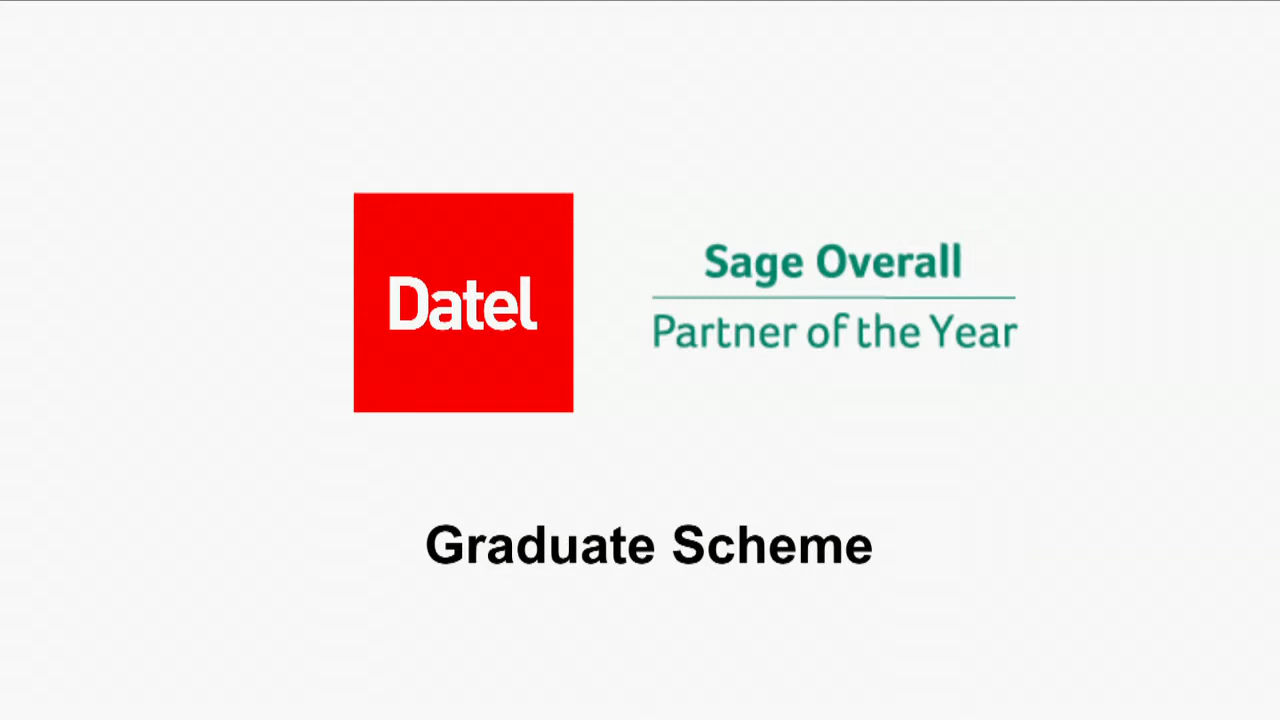 Datel
Sage Overall
Partner of the Year
Graduate Scheme